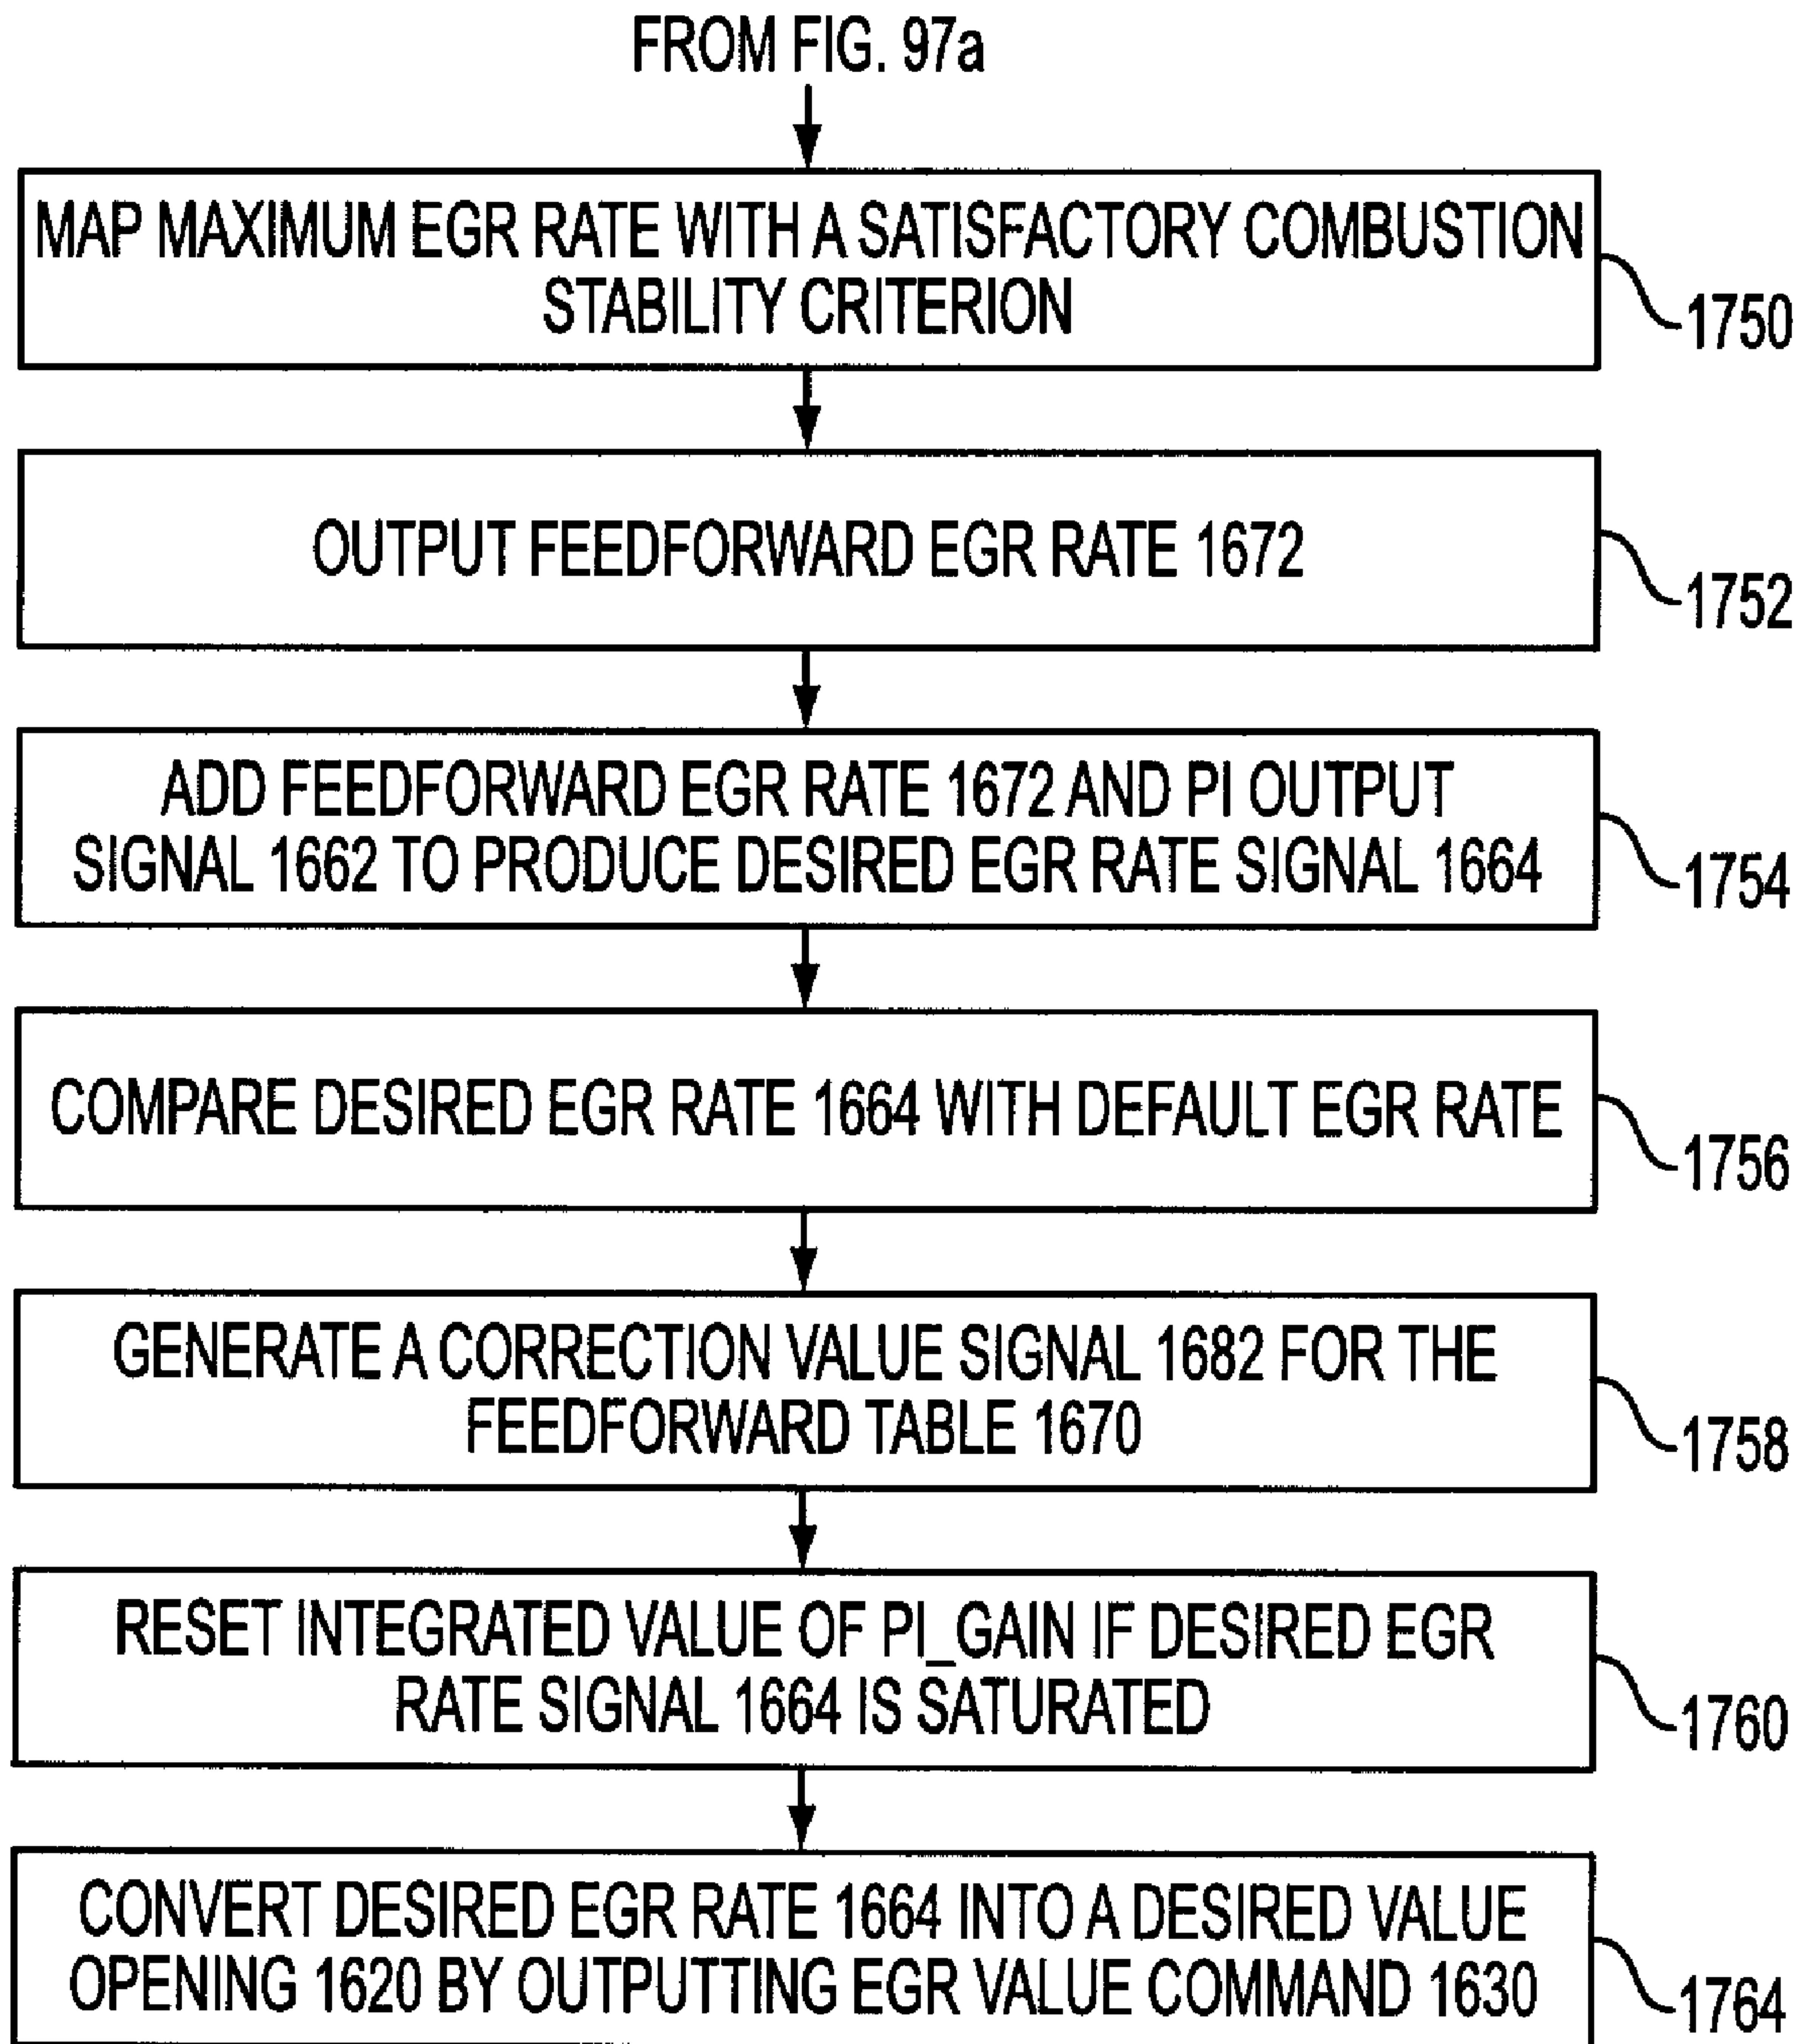 FROM FIG. 97a
MAP MAXIMUM EGR RATE WITH A SATISFACTORY COMBUSTION
STABILITY CRITERION
1750
OUTPUT FEEDFORWARD EGR RATE 1672
1752
ADD FEEDFORWARD EGR RATE 1672 AND PI OUTPUT
SIGNAL 1662 TO PRODUCE DESIRED EGR RATE SIGNAL 1664
1754
COMPARE DESIRED EGR RATE 1664 WITH DEFAULT EGR RATE
1756
GENERATE A CORRECTION VALUE SIGNAL 1682 FOR THE
FEEDFORWARD TABLE 1670
1758
RESET INTEGRATED VALUE OF PI_GAIN IF DESIRED EGR
RATE SIGNAL 1664 IS SATURATED
1760
CONVERT DESIRED EGR RATE 1664 INTO A DESIRED VALUE
OPENING 1620 BY OUTPUTTING EGR VALUE COMMAND 1630
1764